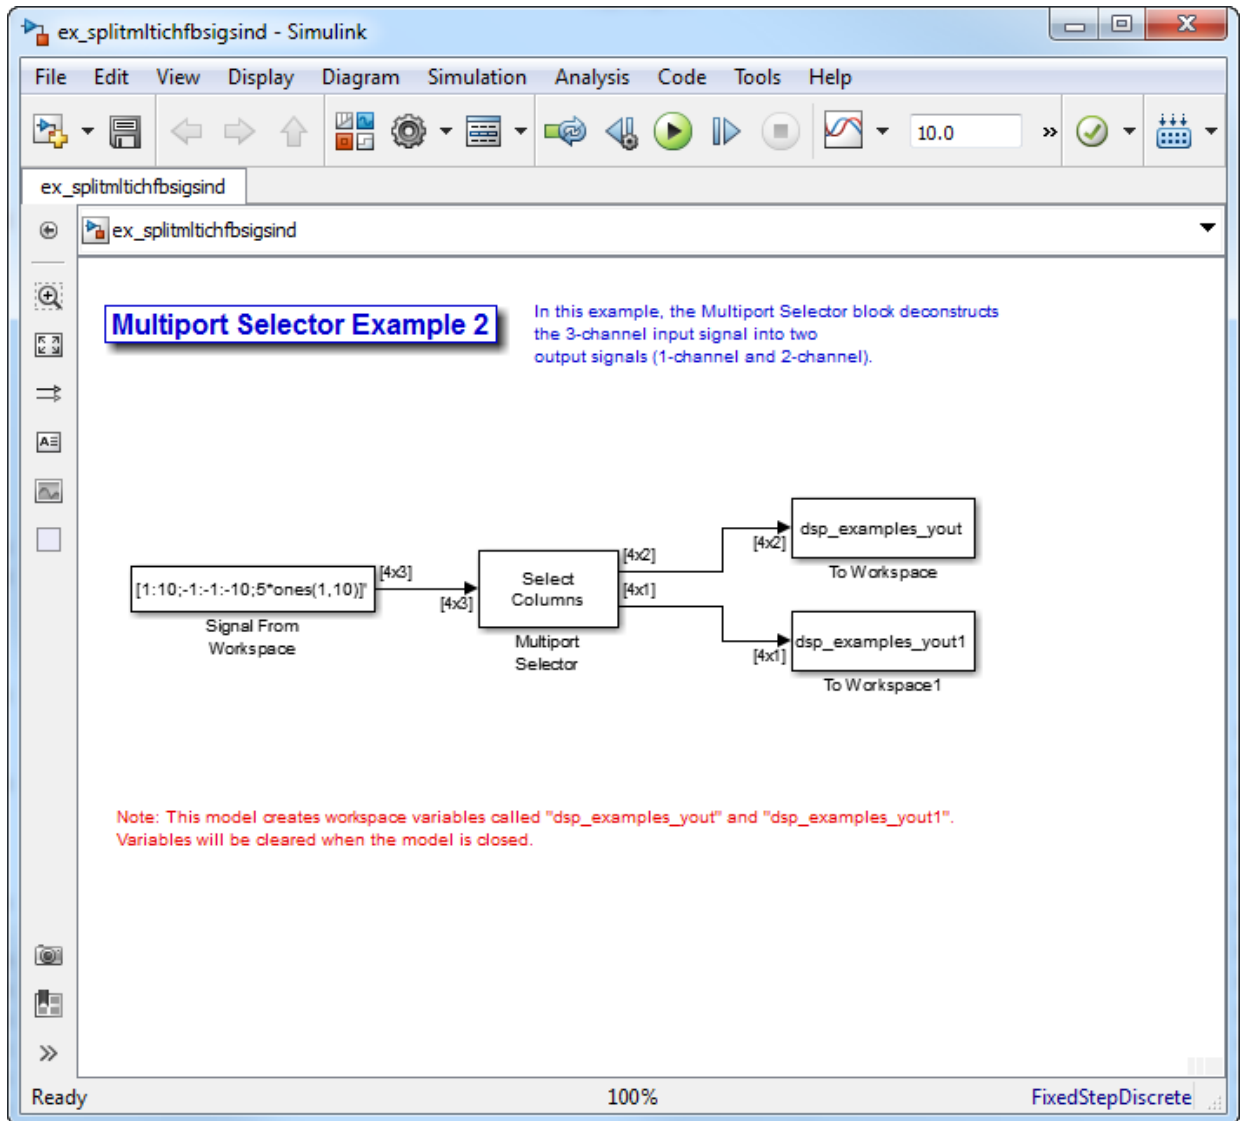 ex_splitmltichfbsigsind - Simulink
File Edit View Display Diagram Simulation Analysis Code Tools Help
10.0
ex_splitmltichfbsigsind
ex_splitmltichfbsigsind
Multiport Selector Example 2
In this example, the Multiport Selector block deconstructs
the 3-channel input signal into two
output signals (1-channel and 2-channel).
[1:10;-1:-1:-10;5*ones(1,10)]'
Signal From
Workspace
[4x3]
[4x3]
Select
Columns
Multiport
Selector
[4x2]
[4x1]
[4x2]
dsp_examples_yout
To Workspace
[4x1]
dsp_examples_yout1
To Workspace1
Note: This model creates workspace variables called "dsp_examples_yout" and "dsp_examples_yout1".
Variables will be cleared when the model is closed.
Ready 100% FixedStepDiscrete